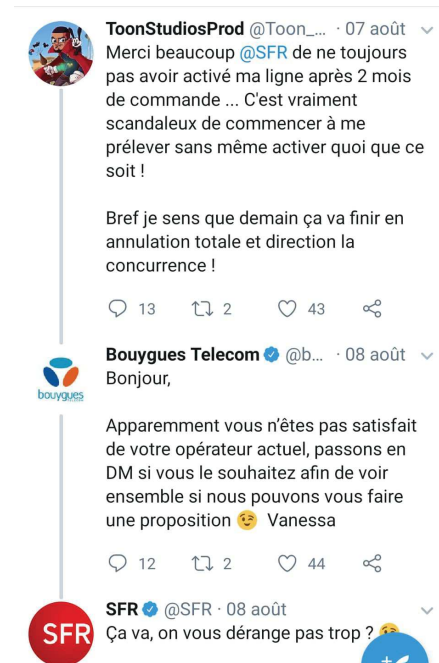 ToonStudiosProd @Toon_... · 07 août
Merci beaucoup @SFR de ne toujours
pas avoir activé ma ligne après 2 mois
de commande ... C'est vraiment
scandaleux de commencer à me
prélever sans même activer quoi que ce
soit !
Bref je sens que demain ça va finir en
annulation totale et direction la
concurrence !
13 2 43
bouygues
Bouygues Telecom @b... · 08 août
Bonjour,
Apparemment vous n'êtes pas satisfait
de votre opérateur actuel, passons en
DM si vous le souhaitez afin de voir
ensemble si nous pouvons vous faire
une proposition 😉 Vanessa
12 2 44
SFR
SFR @SFR · 08 août
Ça va, on vous dérange pas trop ? 😉